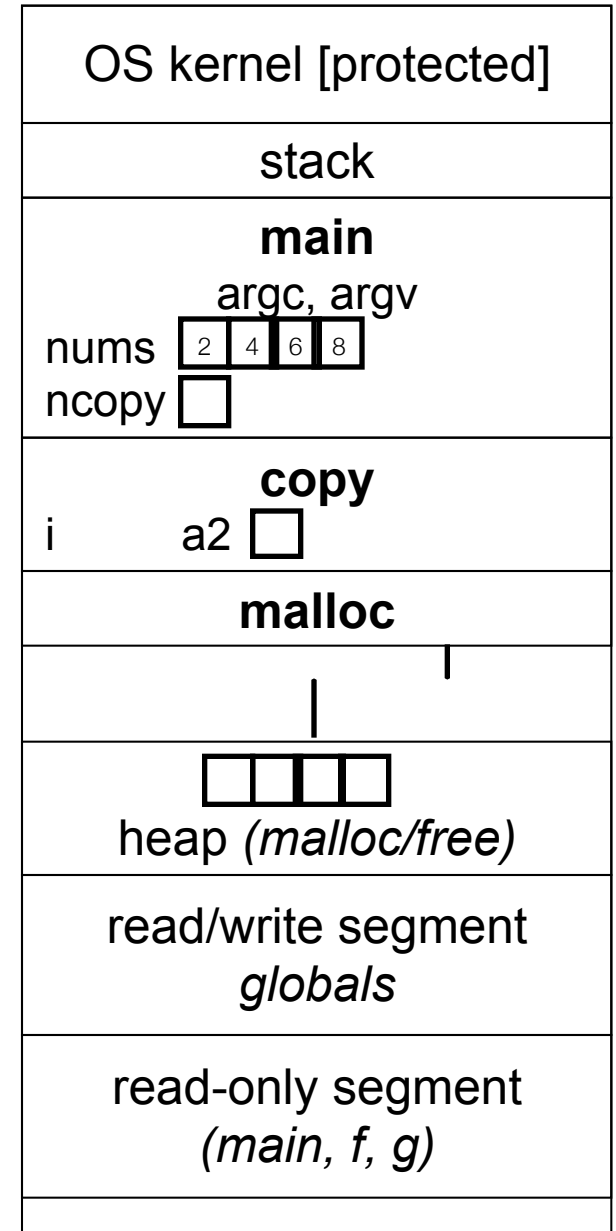 OS kernel [protected]
stack
main
argc, argv
nums 2 4 6 8
ncopy
copy
i a2
malloc
heap (malloc/free)
read/write segment
globals
read-only segment
(main, f, g)